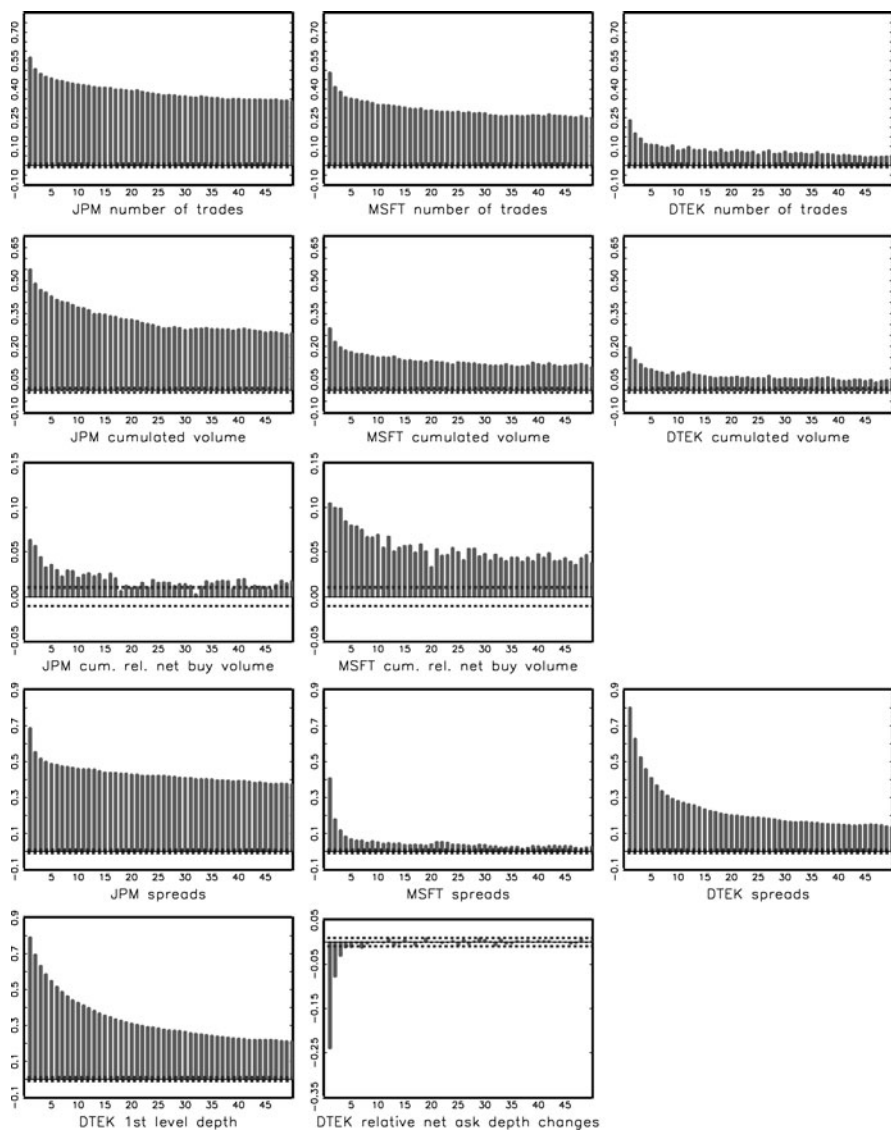 -0.10 0.10 0.25 0.40 0.55 0.70
5 10 15 20 25 30 35 40 45
JPM number of trades
-0.10 0.10 0.25 0.40 0.55 0.70
5 10 15 20 25 30 35 40 45
MSFT number of trades
-0.10 0.10 0.25 0.40 0.55 0.70
5 10 15 20 25 30 35 40 45
DTEK number of trades
-0.10 0.05 0.20 0.35 0.50 0.65
5 10 15 20 25 30 35 40 45
JPM cumulated volume
-0.10 0.05 0.20 0.35 0.50 0.65
5 10 15 20 25 30 35 40 45
MSFT cumulated volume
-0.10 0.05 0.20 0.35 0.50 0.65
5 10 15 20 25 30 35 40 45
DTEK cumulated volume
-0.05 0.00 0.05 0.10 0.15
5 10 15 20 25 30 35 40 45
JPM cum. rel. net buy volume
-0.05 0.00 0.05 0.10 0.15
5 10 15 20 25 30 35 40 45
MSFT cum. rel. net buy volume
-0.1 0.1 0.3 0.5 0.7 0.9
5 10 15 20 25 30 35 40 45
JPM spreads
-0.1 0.1 0.3 0.5 0.7 0.9
5 10 15 20 25 30 35 40 45
MSFT spreads
-0.1 0.1 0.3 0.5 0.7 0.9
5 10 15 20 25 30 35 40 45
DTEK spreads
-0.1 0.1 0.3 0.5 0.7 0.9
5 10 15 20 25 30 35 40 45
DTEK 1st level depth
-0.35 -0.25 -0.15 -0.05 0.05
5 10 15 20 25 30 35 40 45
DTEK relative net ask depth changes